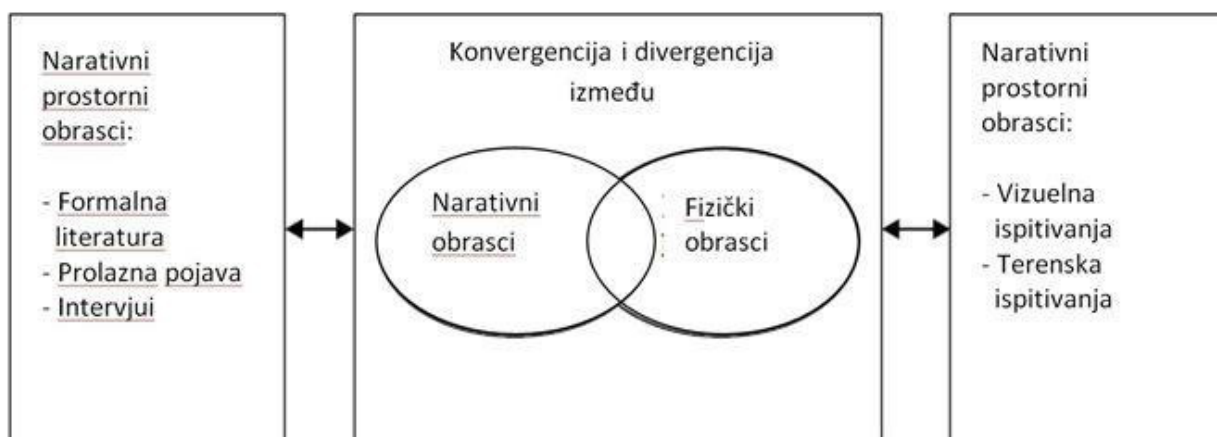 Narativni
prostorni
obrasci:
- Formalna
literatura
- Prolazna pojava
- Intervjui
Konvergencija i divergencija
između
Narativni
obrasci
Fizički
obrasci
Narativni
prostorni
obrasci:
- Vizuelna
ispitivanja
- Terenska
ispitivanja